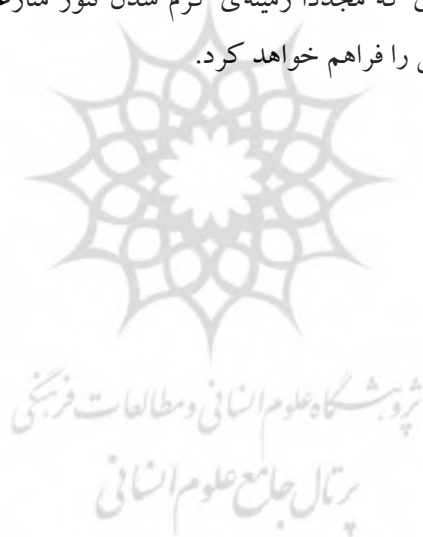 که مجدداً زمینه‌ی گرم شدن تنور
را فراهم خواهد کرد.
پژوهشگاه علوم انسانی و مطالعات فرهنگی
پرتال جامع علوم انسانی